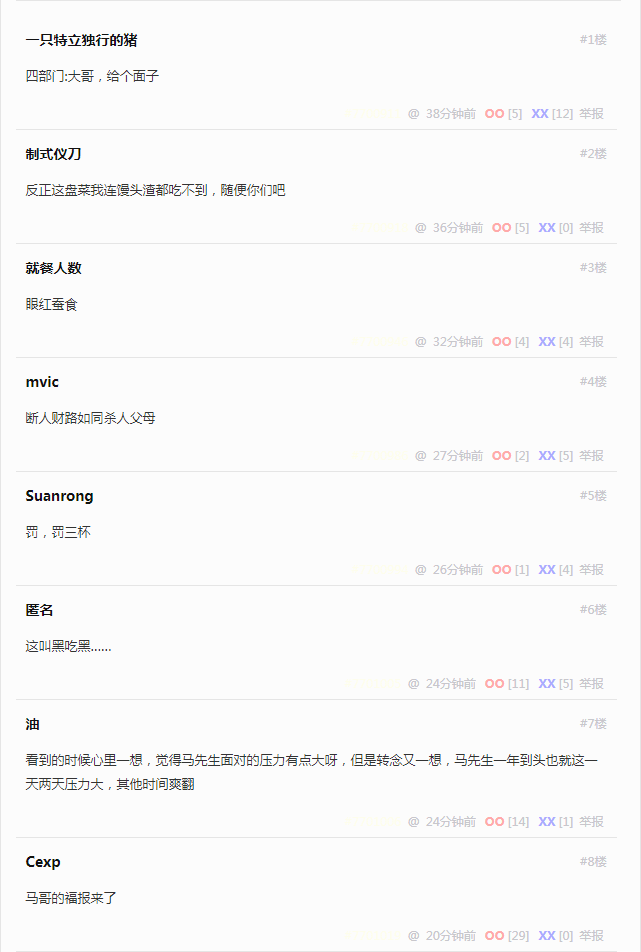 一只特立独行的猪 #1楼
四部门:大哥，给个面子
@ 38分钟前 OO [5] XX [12] 举报
制式仪刀 #2楼
反正这盘菜我连馒头渣都吃不到，随便你们吧
@ 36分钟前 OO [5] XX [0] 举报
就餐人数 #3楼
眼红蚕食
@ 32分钟前 OO [4] XX [4] 举报
mvic #4楼
断人财路如同杀人父母
@ 27分钟前 OO [2] XX [5] 举报
Suanrong #5楼
罚，罚三杯
@ 26分钟前 OO [1] XX [4] 举报
匿名 #6楼
这叫黑吃黑......
@ 24分钟前 OO [11] XX [5] 举报
油 #7楼
看到的时候心里一想，觉得马先生面对的压力有点大呀，但是转念又一想，马先生一年到头也就这一
天两天压力大，其他时间爽翻
@ 24分钟前 OO [14] XX [1] 举报
Cexp #8楼
马哥的福报来了
@ 20分钟前 OO [29] XX [0] 举报